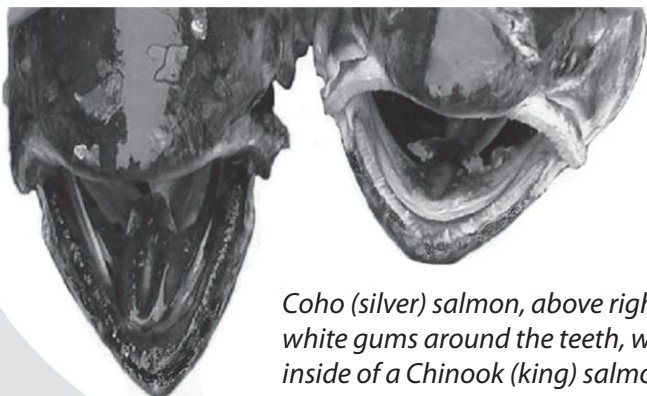 Coho (silver) salmon, above righ
white gums around the teeth, w
inside of a Chinook (king) salmo